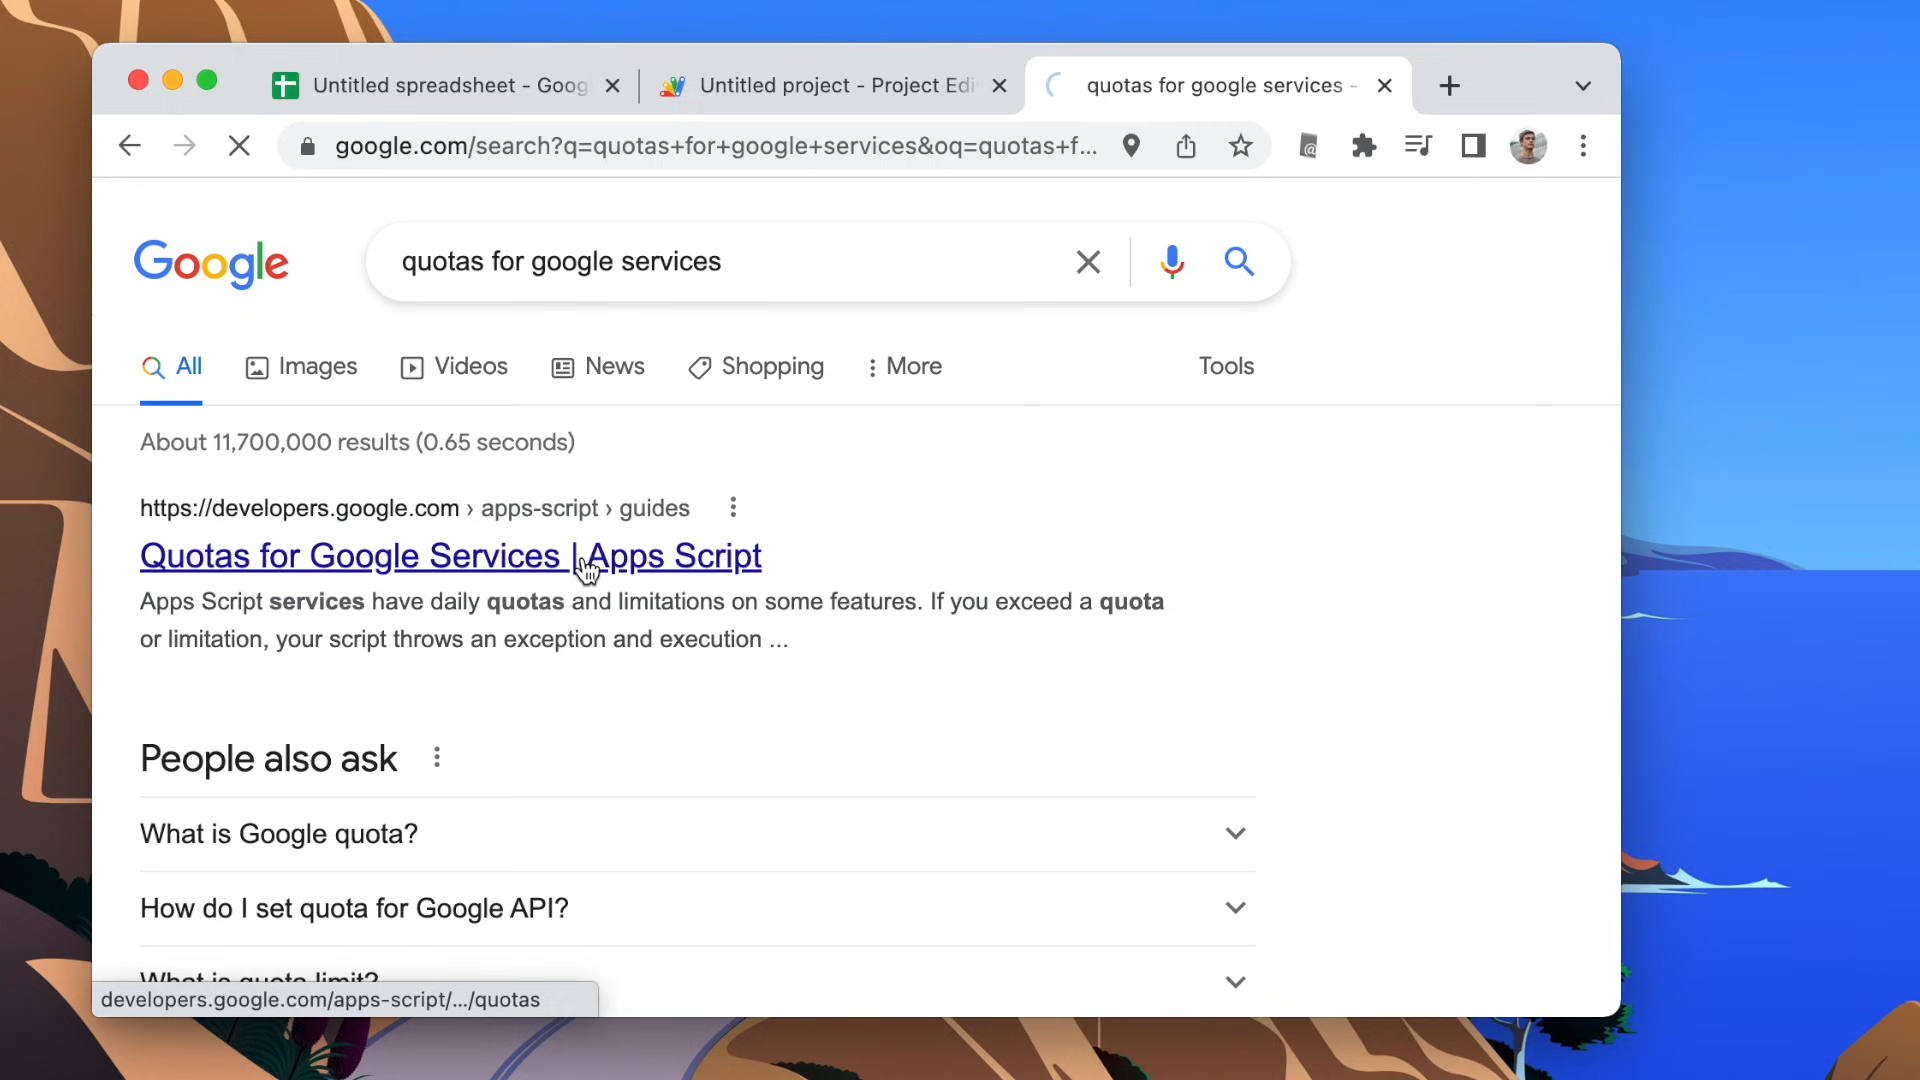 Untitled spreadsheet - Goog
Untitled project - Project Edi
quotas for google services -
google.com/search?q=quotas+for+google+services&oq=quotas+f...
Google
quotas for google services
All
Images
Videos
News
Shopping
More
Tools
About 11,700,000 results (0.65 seconds)
https://developers.google.com › apps-script › guides
Quotas for Google Services | Apps Script
Apps Script services have daily quotas and limitations on some features. If you exceed a quota
or limitation, your script throws an exception and execution ...
People also ask
What is Google quota?
How do I set quota for Google API?
What is quota limit?
developers.google.com/apps-script/.../quotas